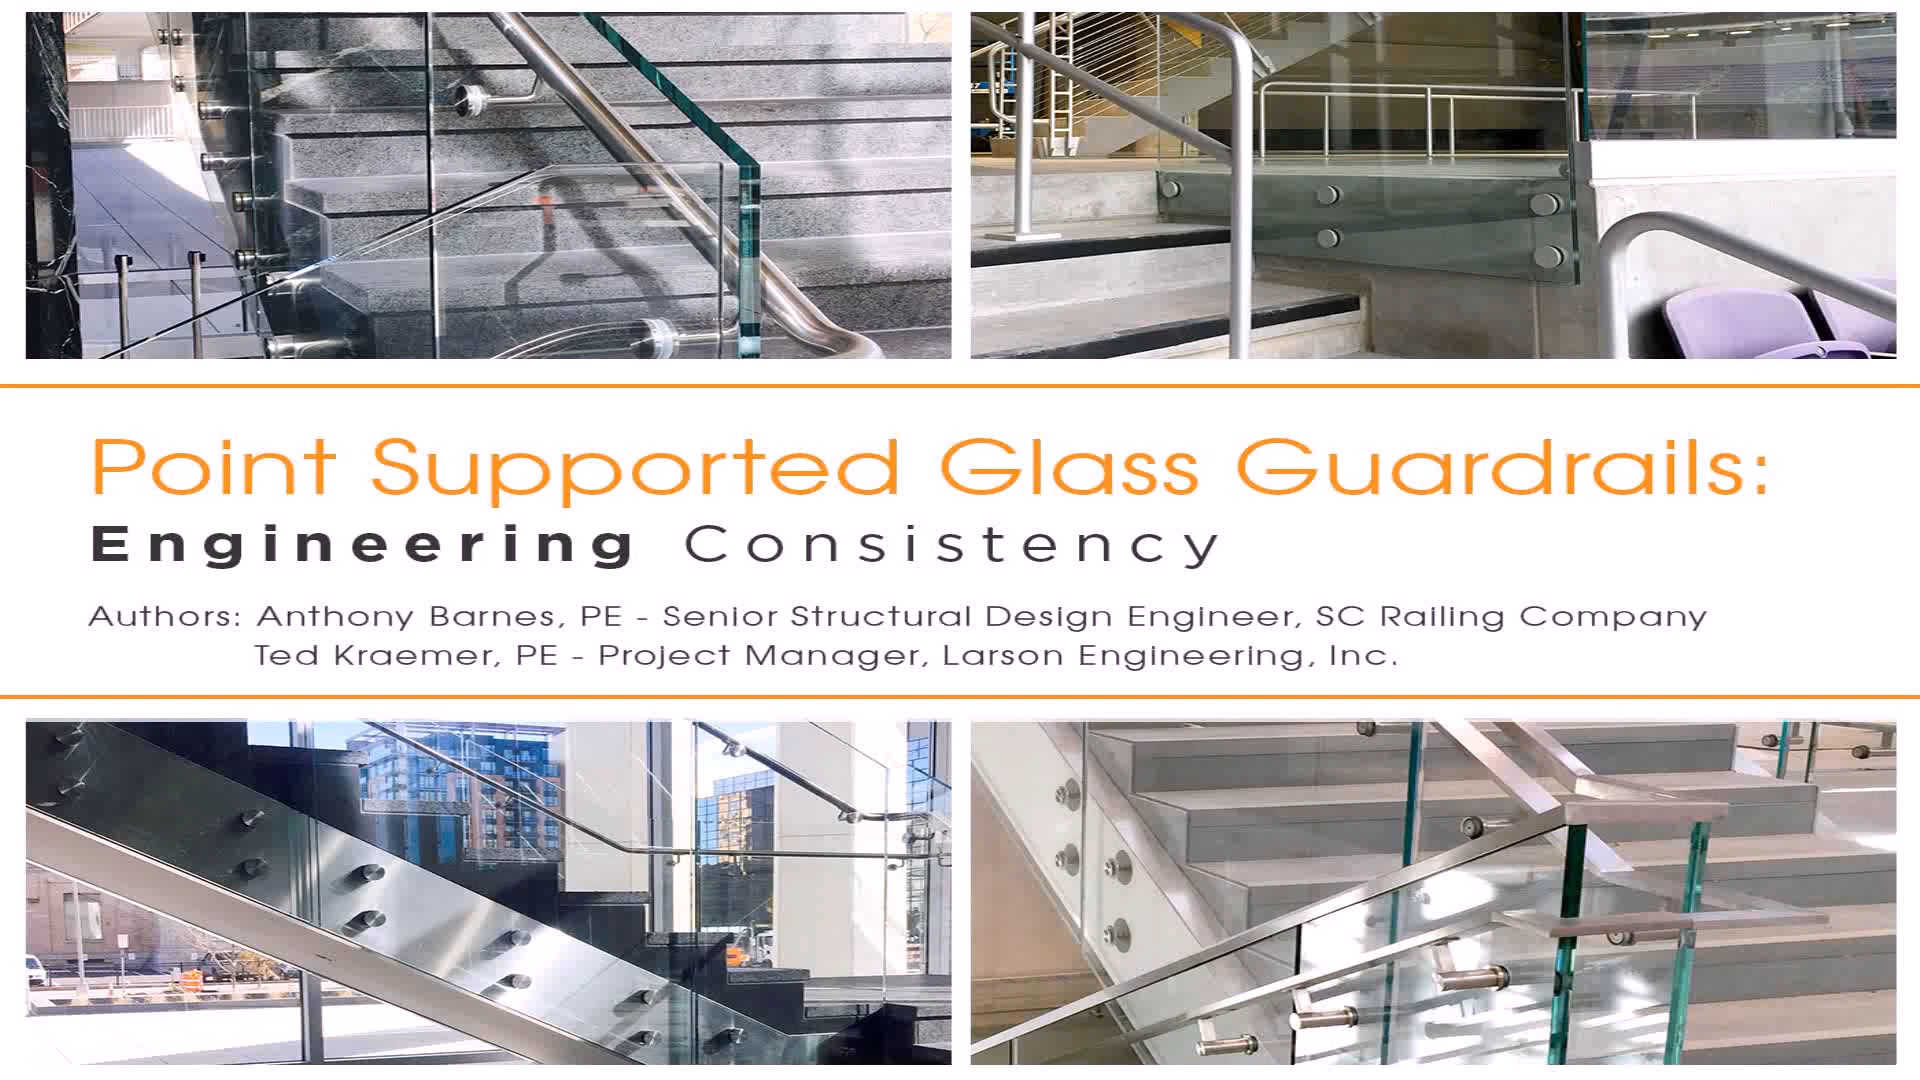 Point Supported Glass Guardrails:
Engineering Consistency
Authors: Anthony Barnes, PE - Senior Structural Design Engineer, SC Railing Company
Ted Kraemer, PE - Project Manager, Larson Engineering, Inc.